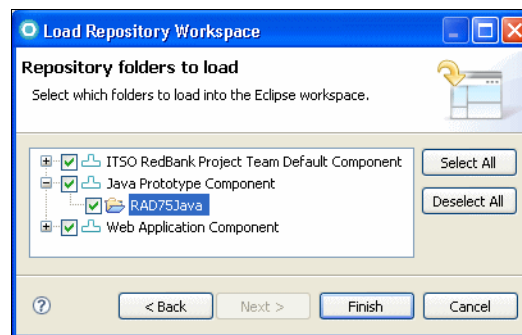 Load Repository Workspace
Repository folders to load
Select which folders to load into the Eclipse workspace.
ITSO RedBank Project Team Default Component
Java Prototype Component
RAD75Java
Web Application Component
Select All
Deselect All
?
< Back
Next >
Finish
Cancel